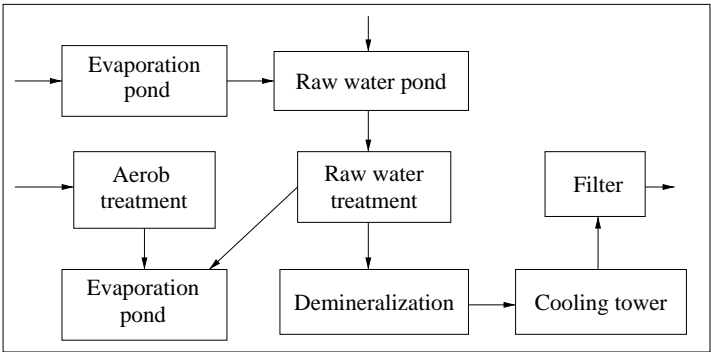 Evaporation
pond
Raw water pond
Aerob
treatment
Raw water
treatment
Filter
Evaporation
pond
Demineralization
Cooling tower